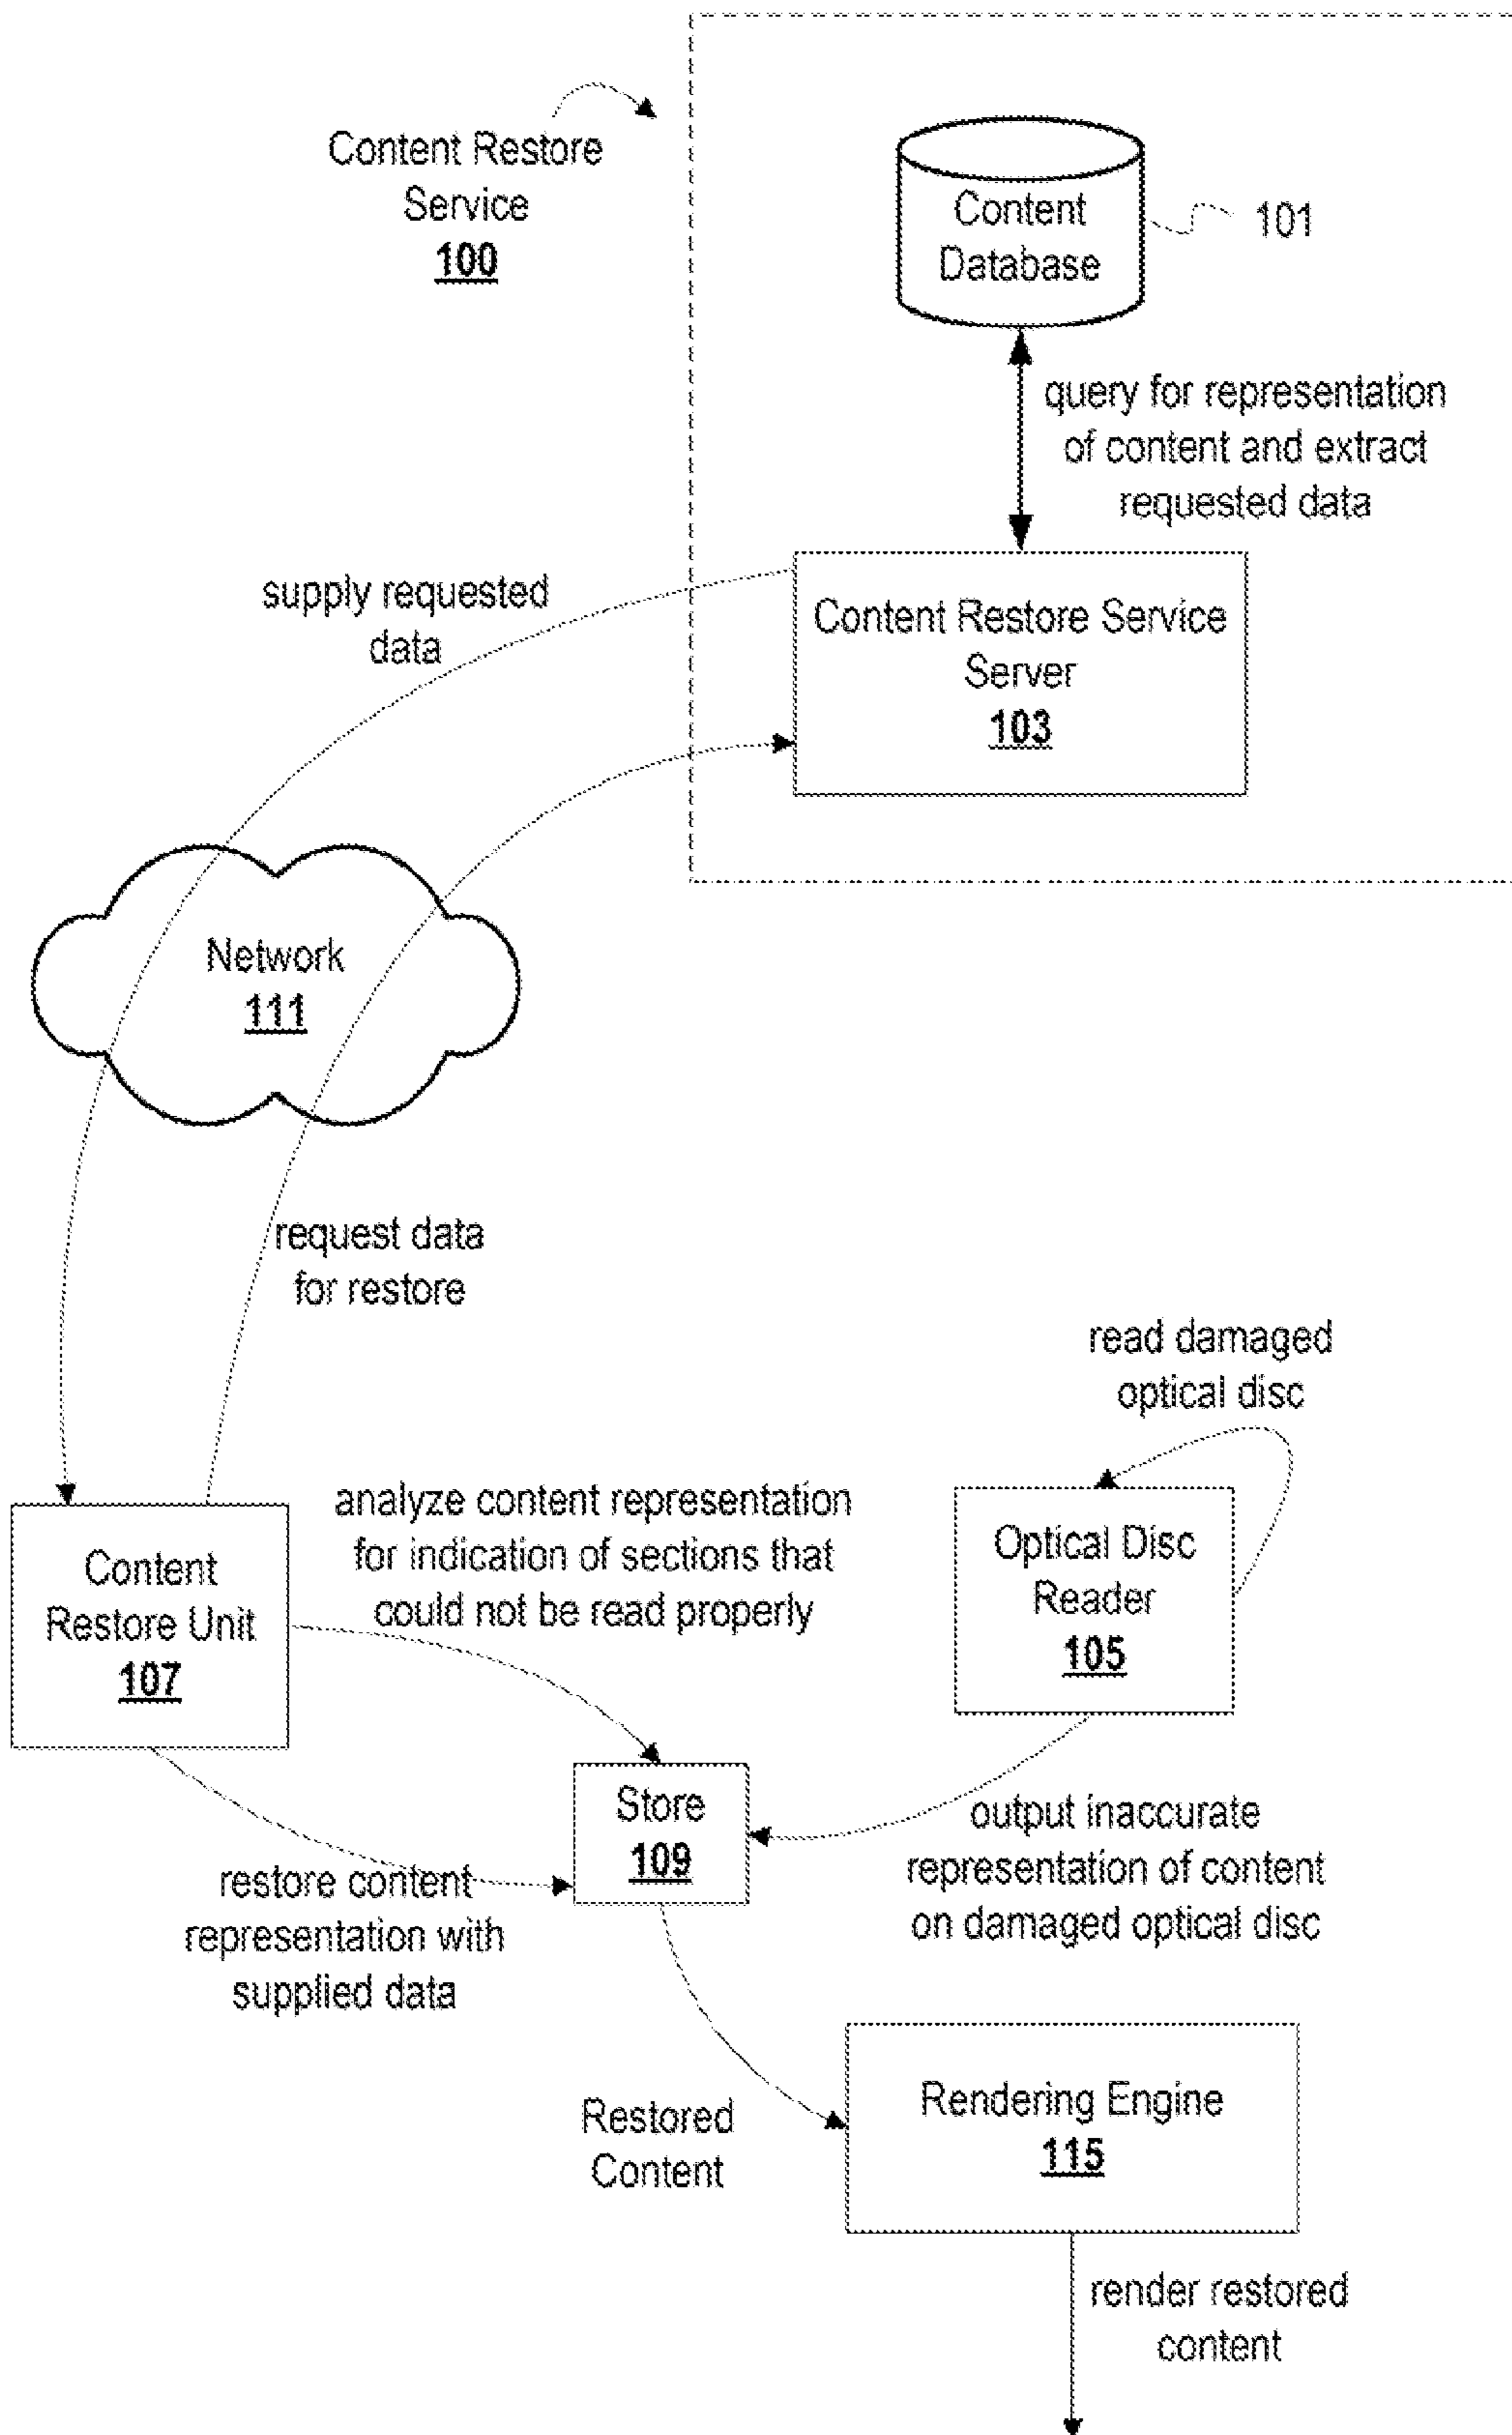 Content Restore
Service
100
Content
Database
101
query for representation
of content and extract
requested data
supply requested
data
Content Restore Service
Server
103
Network
111
request data
for restore
read damaged
optical disc
analyze content representation
for indication of sections that
could not be read properly
Content
Restore Unit
107
Optical Disc
Reader
105
Store
109
output inaccurate
representation of content
on damaged optical disc
restore content
representation with
supplied data
Restored
Content
Rendering Engine
115
render restored
content